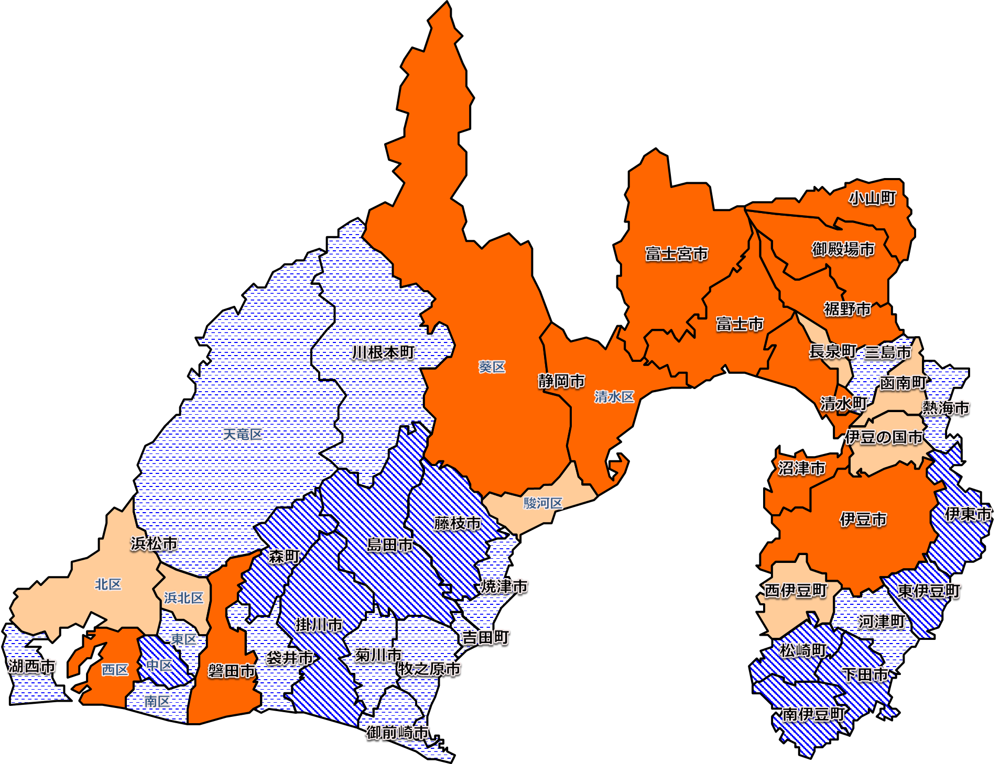 小山町
御殿場市
富士宮市
裾野市
富士市
長泉町
三島市
川根本町
葵区
静岡市
函南町
清水区
清水町
熱海市
天竜区
伊豆の国市
沼津市
駿河区
伊豆市
伊東市
藤枝市
浜松市
島田市
森町
北区
浜北区
焼津市
西伊豆町
東伊豆町
掛川市
河津町
東区
吉田町
松崎町
袋井市
菊川市
湖西市
西区
中区
磐田市
牧之原市
下田市
南区
南伊豆町
御前崎市